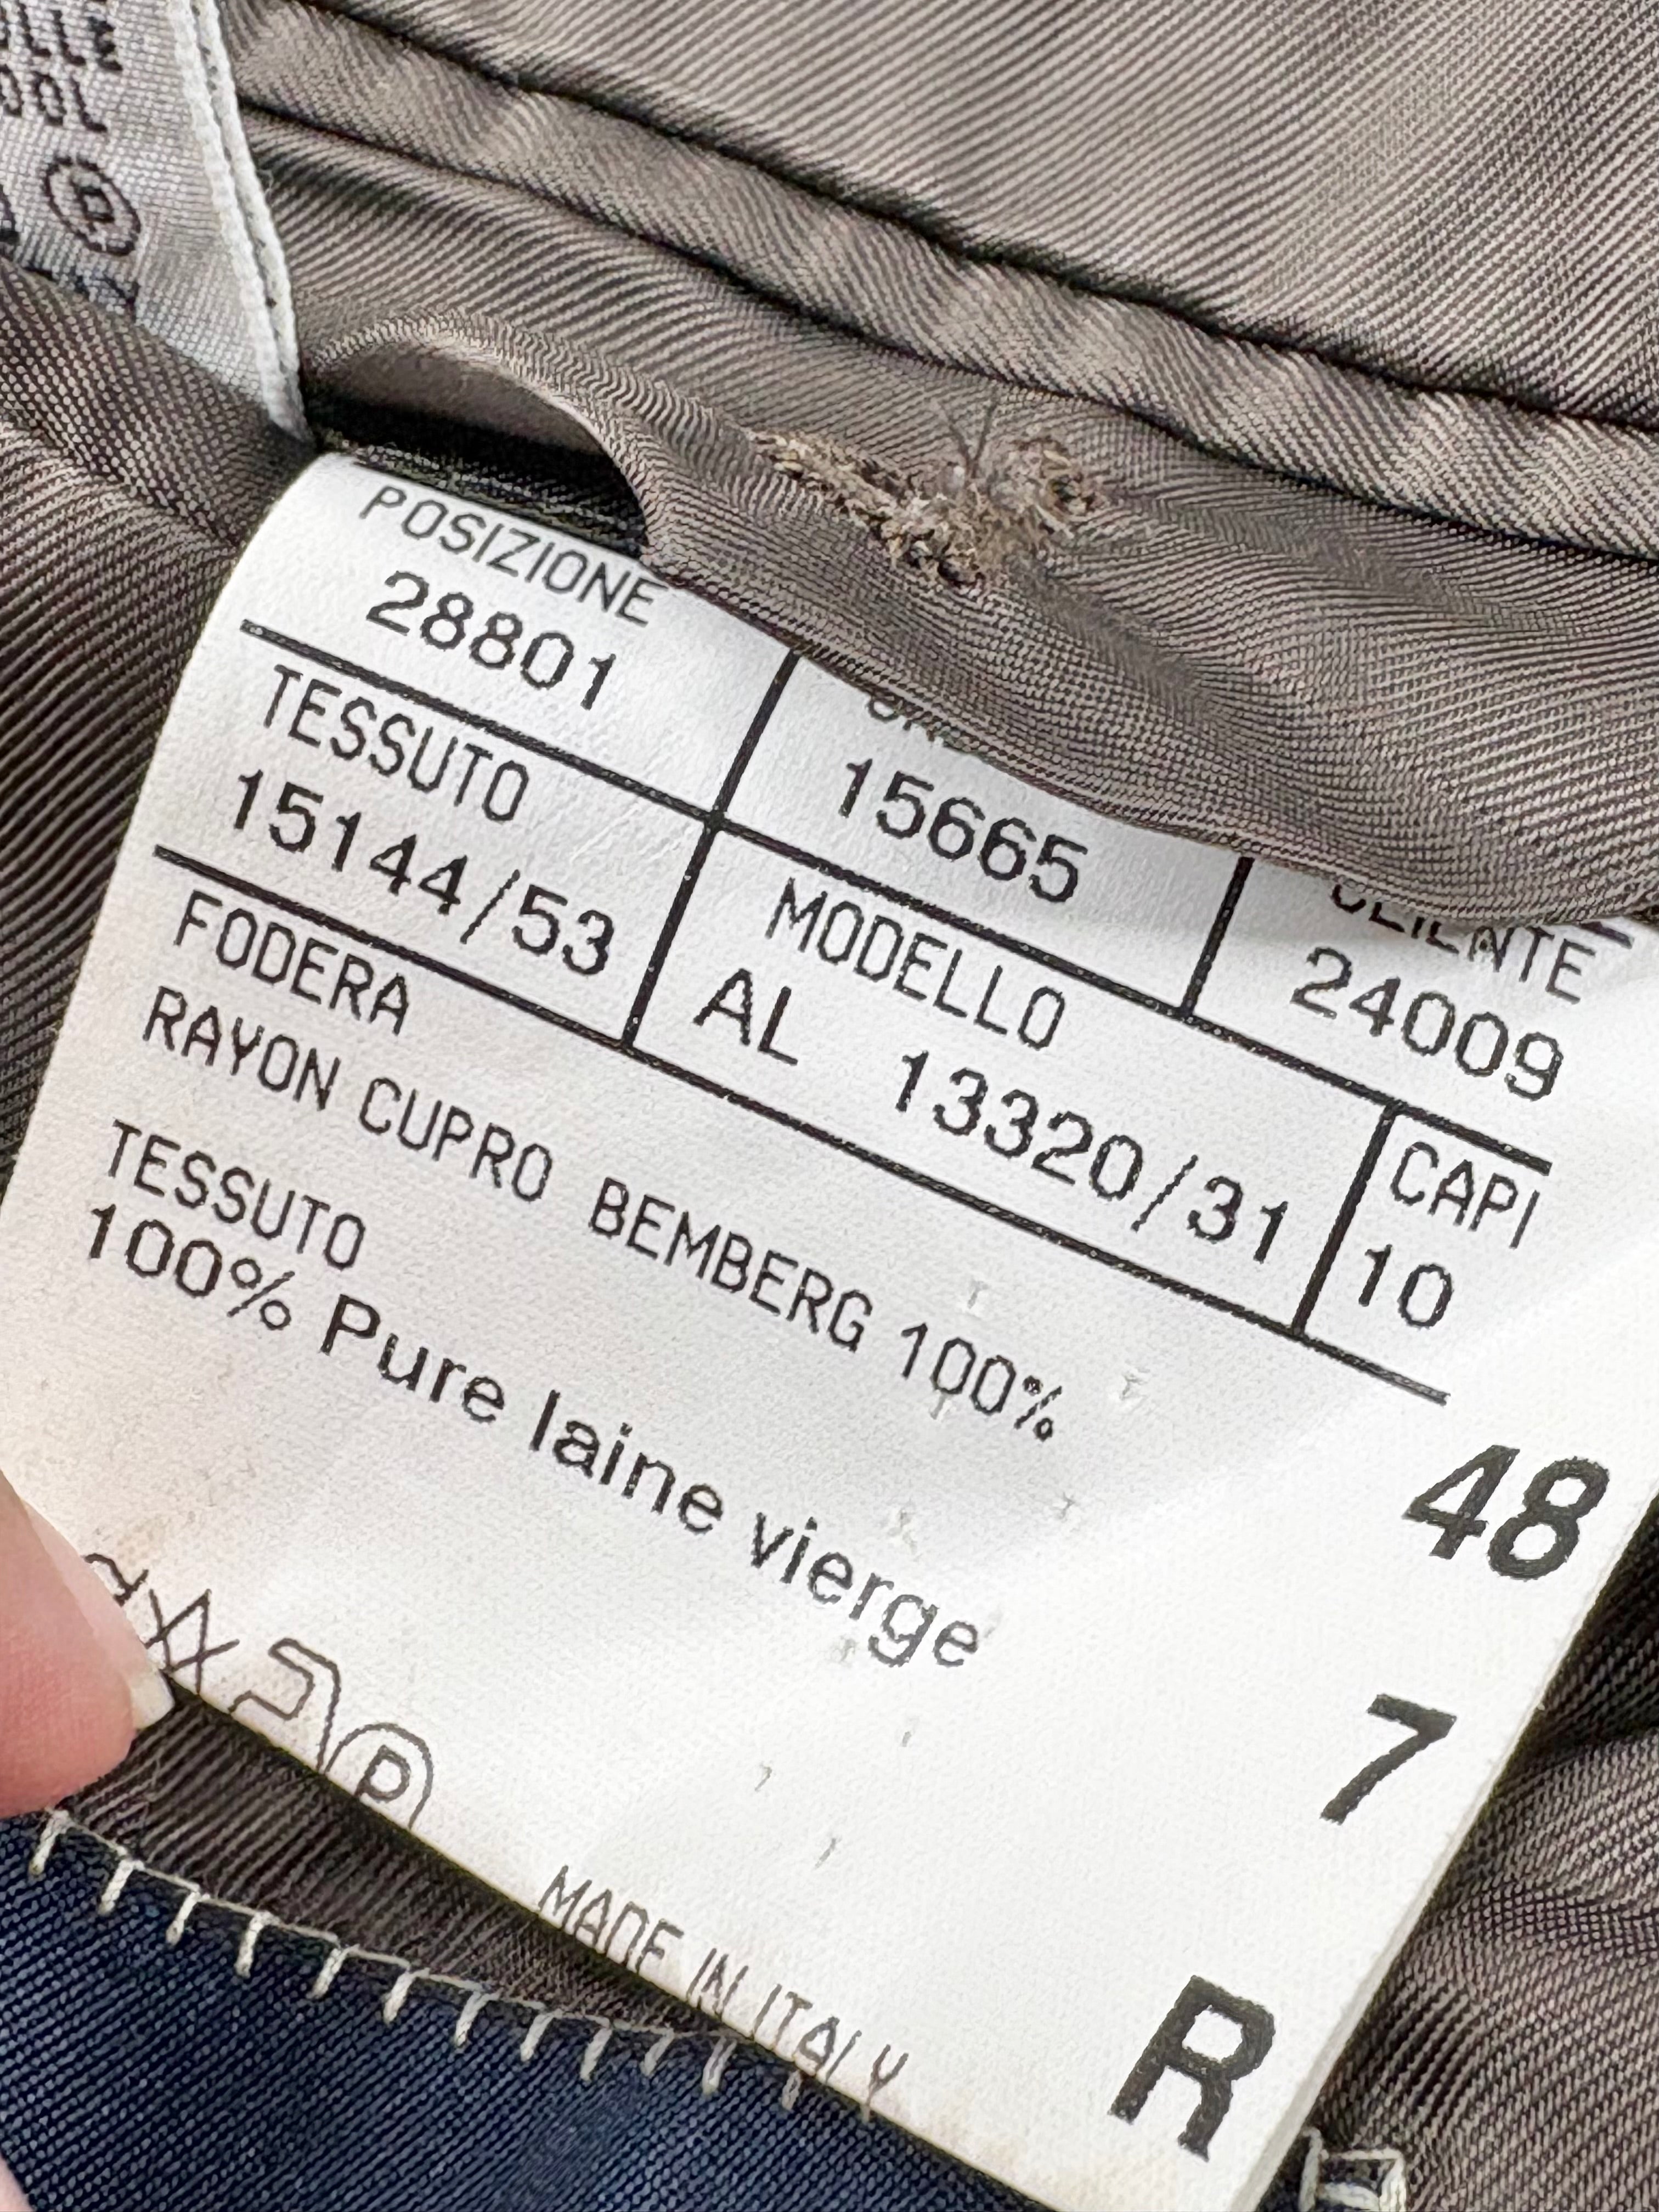 POSIZIONE
28801
15665
CLIENTE
24009
TESSUTO
15144/53
MODELLO
AL 13320/31
CAPI
10
FODERA
RAYON CUPRO BEMBERG 100%
TESSUTO
100% Pure laine vierge
48
7
R
P
MADE IN ITALY
D